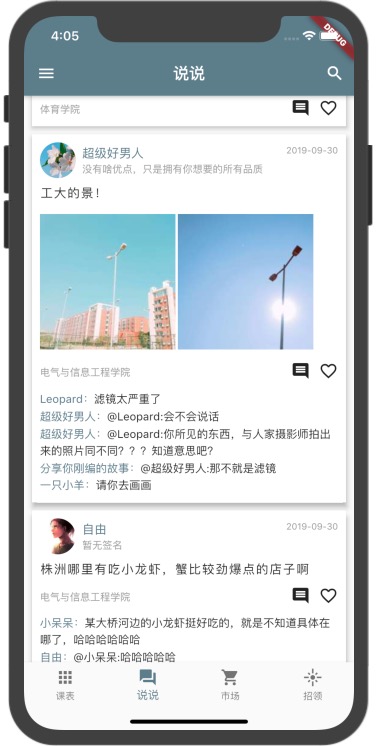 4:05
DEBUG
说说
体育学院
超级好男人
2019-09-30
没有啥优点，只是拥有你想要的所有品质
工大的景！
电气与信息工程学院
Leopard：滤镜太严重了
超级好男人：@Leopard:会不会说话
超级好男人：@Leopard:你所见的东西，与人家摄影师拍出
来的照片同不同？？？知道意思吧?
分享你刚编的故事：@超级好男人:那不就是滤镜
一只小羊：请你去画画
自由
2019-09-30
暂无签名
株洲哪里有吃小龙虾，蟹比较劲爆点的店子啊
电气与信息工程学院
小呆呆：某大桥河边的小龙虾挺好吃的，就是不知道具体在
哪了，哈哈哈哈哈哈
自由：@小呆呆:哈哈哈哈哈
课表
说说
市场
招领